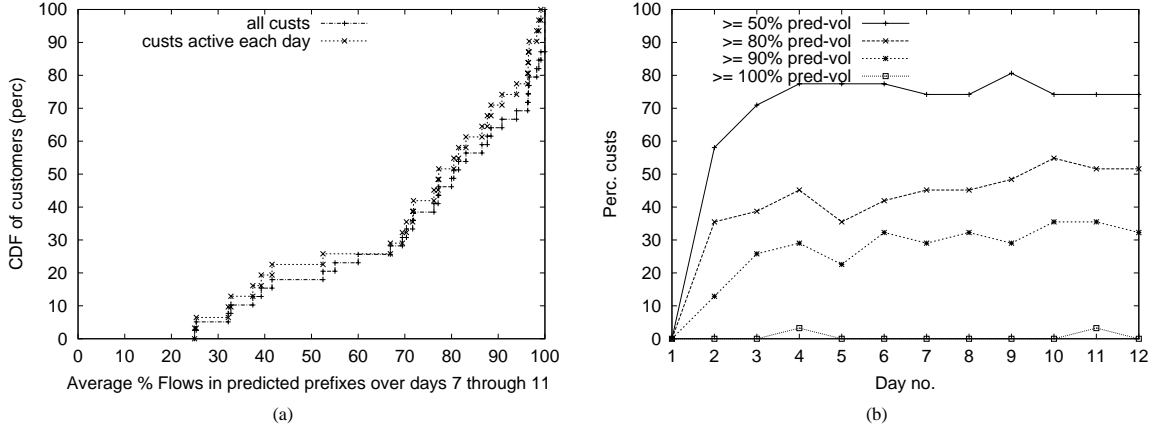 100
90
80
70
60
50
40
30
20
10
0
CDF of customers (perc)
all custs
custs active each day
0 10 20 30 40 50 60 70 80 90 100
Average % Flows in predicted prefixes over days 7 through 11
(a)
100
90
80
70
60
50
40
30
20
10
0
Perc. custs
>= 50% pred-vol
>= 80% pred-vol
>= 90% pred-vol
>= 100% pred-vol
1 2 3 4 5 6 7 8 9 10 11 12
Day no.
(b)